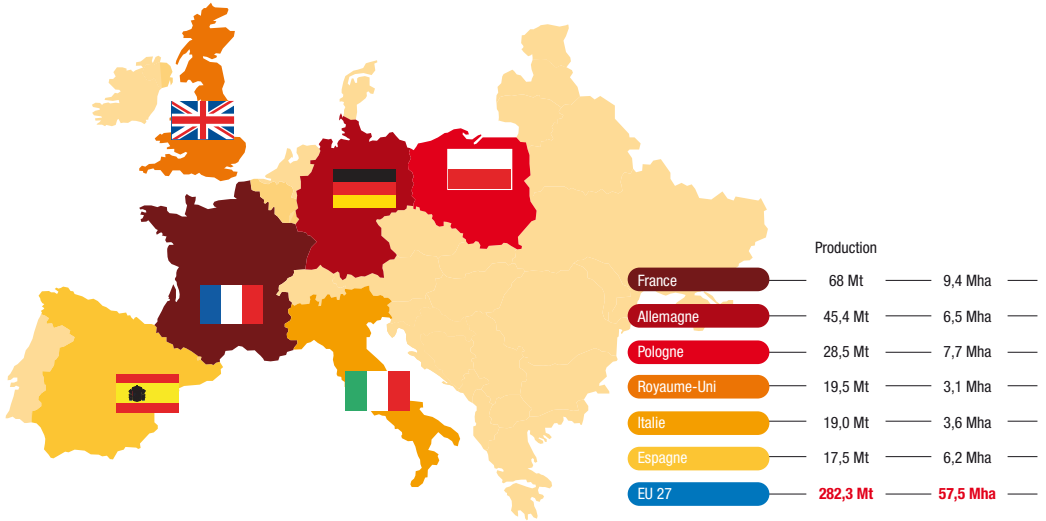 Production
France 68 Mt 9,4 Mha
Allemagne 45,4 Mt 6,5 Mha
Pologne 28,5 Mt 7,7 Mha
Royaume-Uni 19,5 Mt 3,1 Mha
Italie 19,0 Mt 3,6 Mha
Espagne 17,5 Mt 6,2 Mha
EU 27 282,3 Mt 57,5 Mha